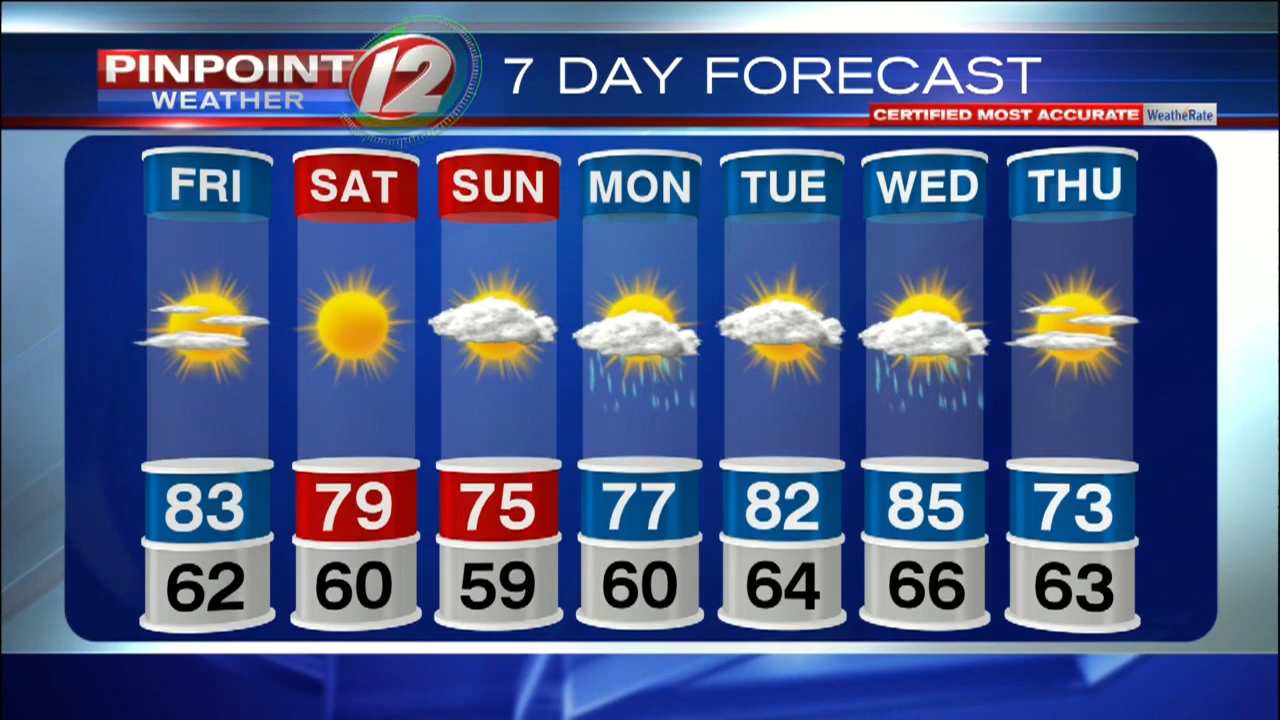 PINPOINT 12 7 DAY FORECAST
WEATHER
CERTIFIED MOST ACCURATE WeatheRate
FRI SAT SUN MON TUE WED THU
83 79 75 77 82 85 73
62 60 59 60 64 66 63